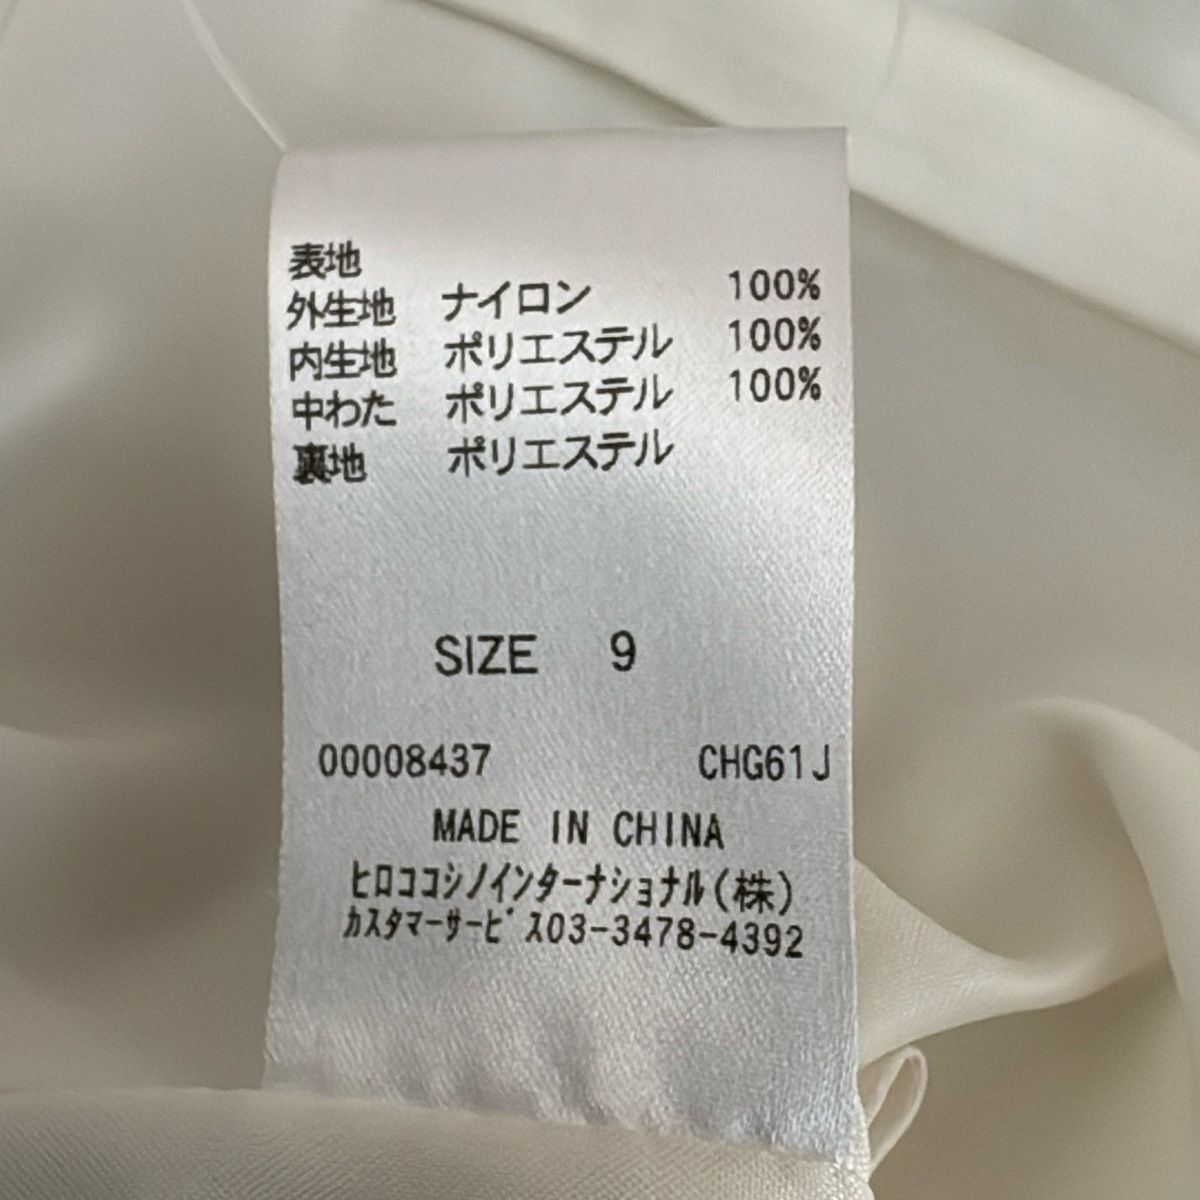 表地
外生地 ナイロン 100%
内生地 ポリエステル 100%
中わた ポリエステル 100%
裏地 ポリエステル
SIZE 9
00008437 CHG61J
MADE IN CHINA
ヒロココシノインターナショナル(株)
カスタマーサービス03-3478-4392